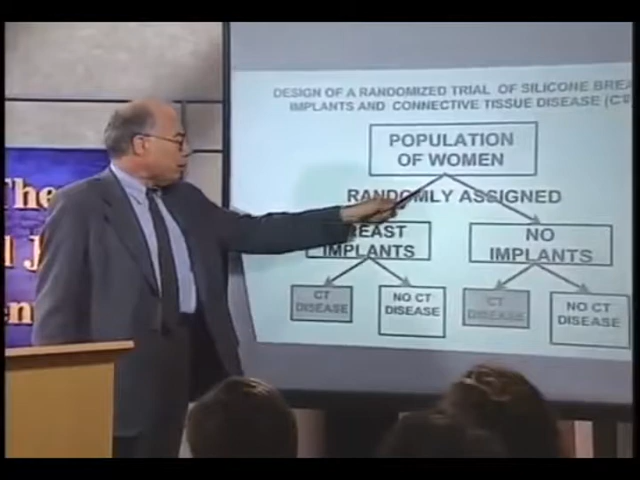 DESIGN OF A RANDOMIZED TRIAL OF SILICONE
IMPLANTS AND CONNECTIVE TISSUE DISEASE
POPULATION
OF WOMEN
RANDOMLY ASSIGNED
BREAST
IMPLANTS
NO
IMPLANTS
CT
DISEASE
NO CT
DISEASE
CT
DISEASE
NO CT
DISEASE
The